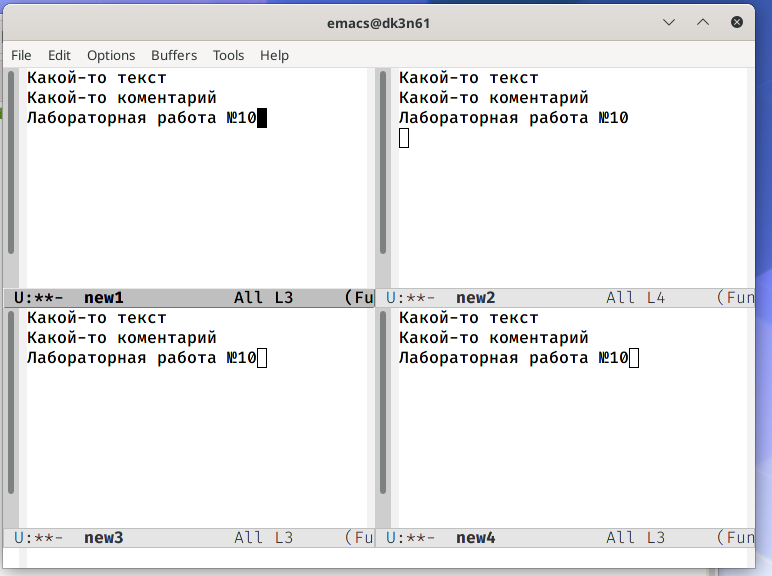 emacs@dk3n61
File Edit Options Buffers Tools Help
Какой-то текст
Какой-то коментарий
Лабораторная работа №10
U:**- new1 All L3 (Fu
Какой-то текст
Какой-то коментарий
Лабораторная работа №10
U:**- new2 All L4 (Fun
Какой-то текст
Какой-то коментарий
Лабораторная работа №10
U:**- new3 All L3 (Fu
Какой-то текст
Какой-то коментарий
Лабораторная работа №10
U:**- new4 All L3 (Fun